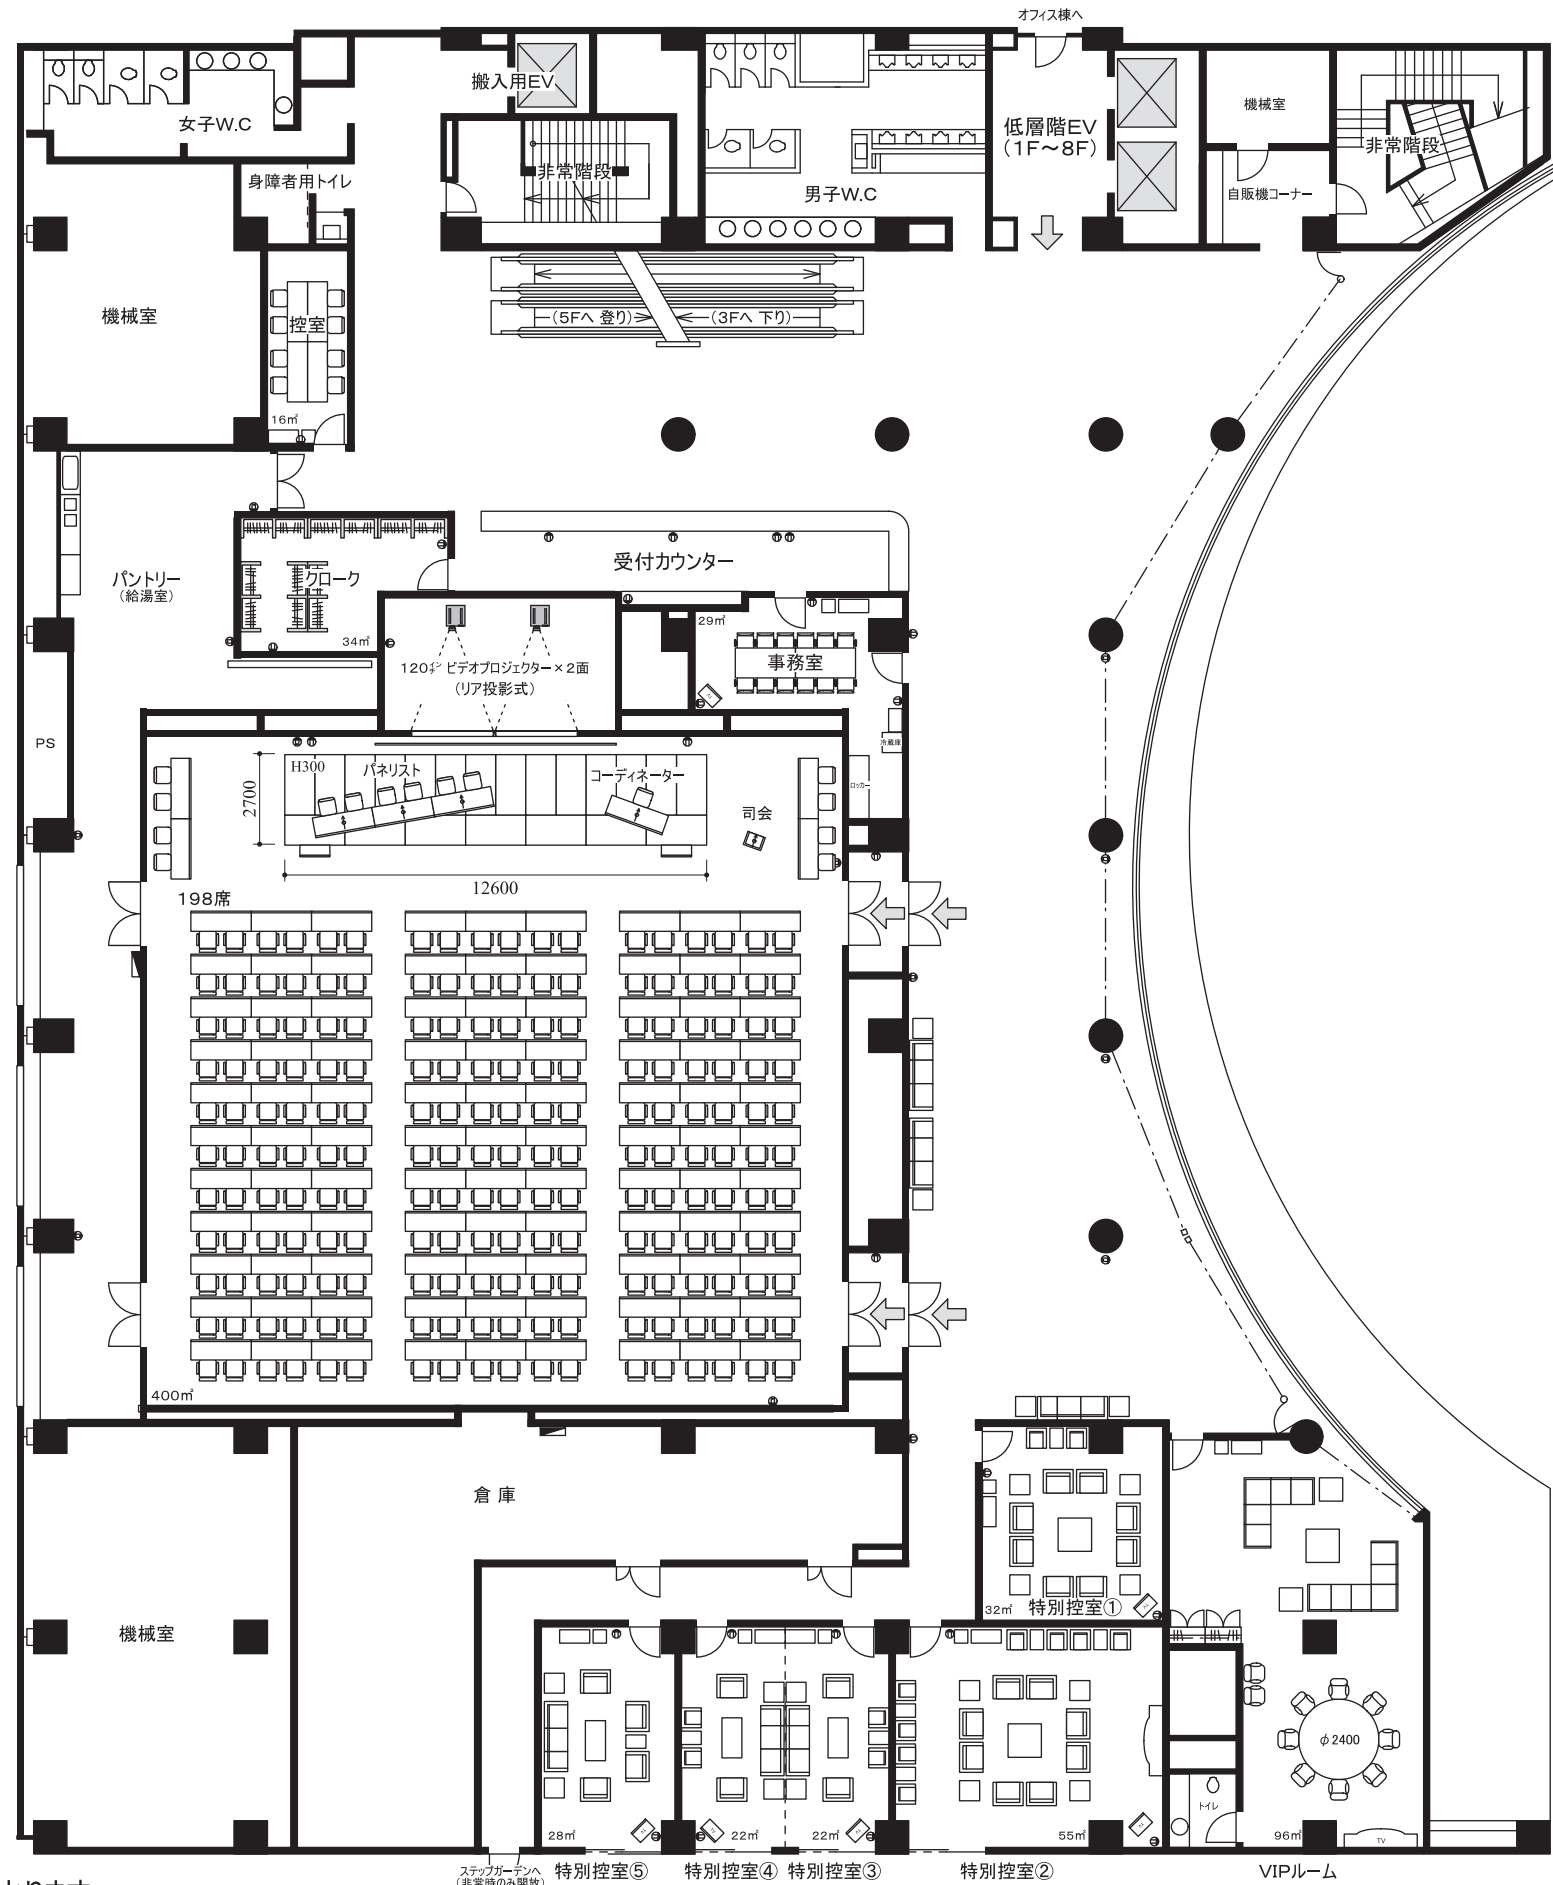 オフィス棟へ
搬入用EV
女子W.C
低層階EV
(1F～8F)
機械室
非常階段
非常階段
身障者用トイレ
男子W.C
自販機コーナー
機械室
控室
(5Fへ 登り)
(3Fへ 下り)
16㎡
受付カウンター
パントリー
(給湯室)
クローク
34㎡
29㎡
事務室
120㌅ ビデオプロジェクター×2面
(リア投影式)
PS
冷蔵庫
H300
パネリスト
コーディネーター
ロッカー
2700
司会
12600
198席
400㎡
倉 庫
32㎡
特別控室①
機械室
φ2400
トイレ
28㎡
22㎡
22㎡
55㎡
96㎡
TV
ステップガーデンへ
(非常時のみ開放)
特別控室⑤
特別控室④
特別控室③
特別控室②
VIPルーム